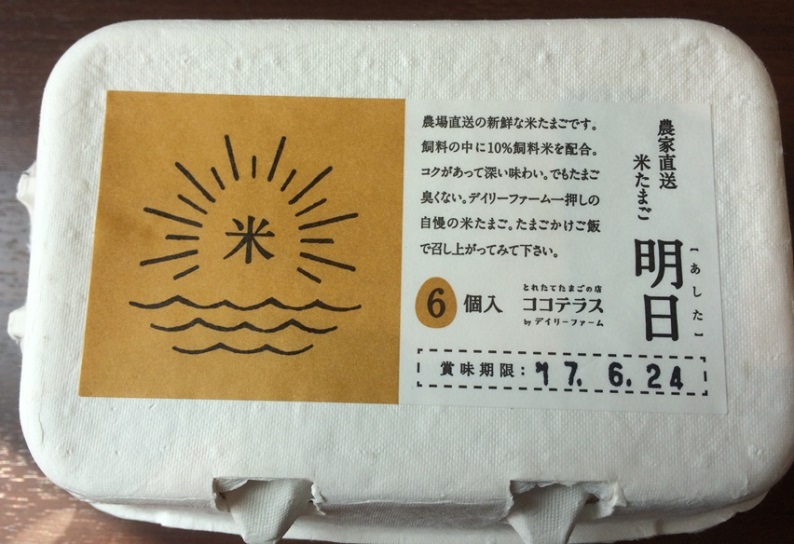 米
農場直送の新鮮な米たまごです。
飼料の中に10%飼料米を配合。
コクがあって深い味わい。でもたまご
臭くない。デイリーファーム一押しの
自慢の米たまご。たまごかけご飯
で召し上がってみて下さい。
6個入
とれたてたまごの店
ココテラス
by デイリーファーム
農家直送
米たまご
明日
[あした]
賞味期限:'17. 6. 24